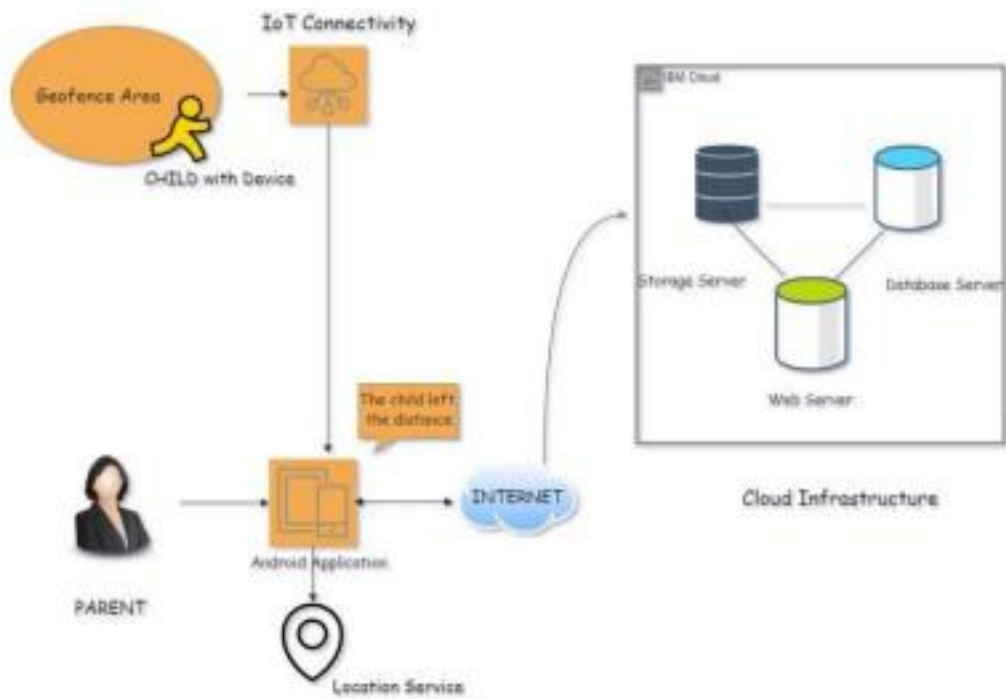 IoT Connectivity
Geofence Area
CHILD with Device
IBM Cloud
Storage Server
Database Server
Web Server
The child left
the distance
INTERNET
Cloud Infrastructure
Android Application
PARENT
Location Service